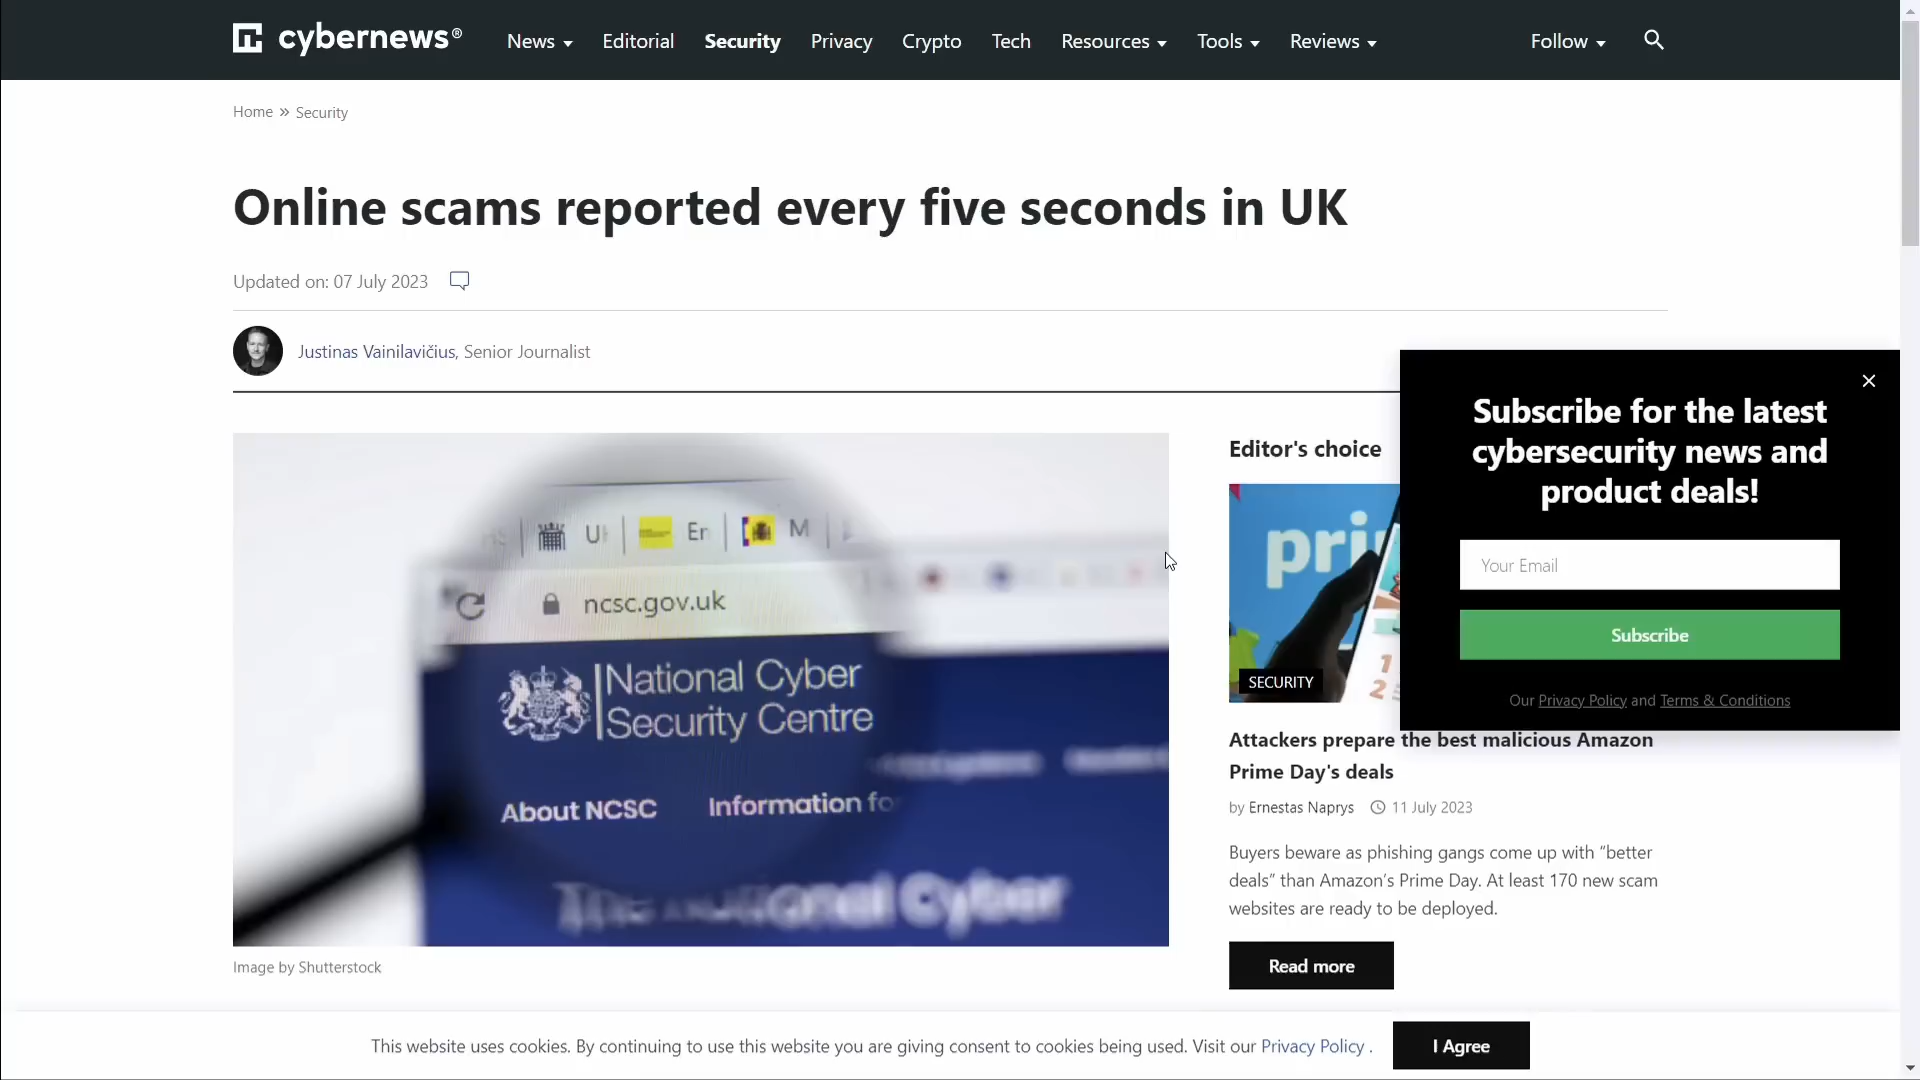 cybernews®
News
Editorial
Security
Privacy
Crypto
Tech
Resources
Tools
Reviews
Follow
Home » Security
Online scams reported every five seconds in UK
Updated on: 07 July 2023
Justinas Vainilavičius, Senior Journalist
En
M
ncsc.gov.uk
National Cyber
Security Centre
About NCSC
Information for
Cyber
Image by Shutterstock
Editor's choice
SECURITY
Attackers prepare the best malicious Amazon
Prime Day's deals
by Ernestas Naprys
11 July 2023
Buyers beware as phishing gangs come up with “better
deals” than Amazon’s Prime Day. At least 170 new scam
websites are ready to be deployed.
Read more
Subscribe for the latest
cybersecurity news and
product deals!
Your Email
Subscribe
Our Privacy Policy and Terms & Conditions
This website uses cookies. By continuing to use this website you are giving consent to cookies being used. Visit our Privacy Policy .
I Agree